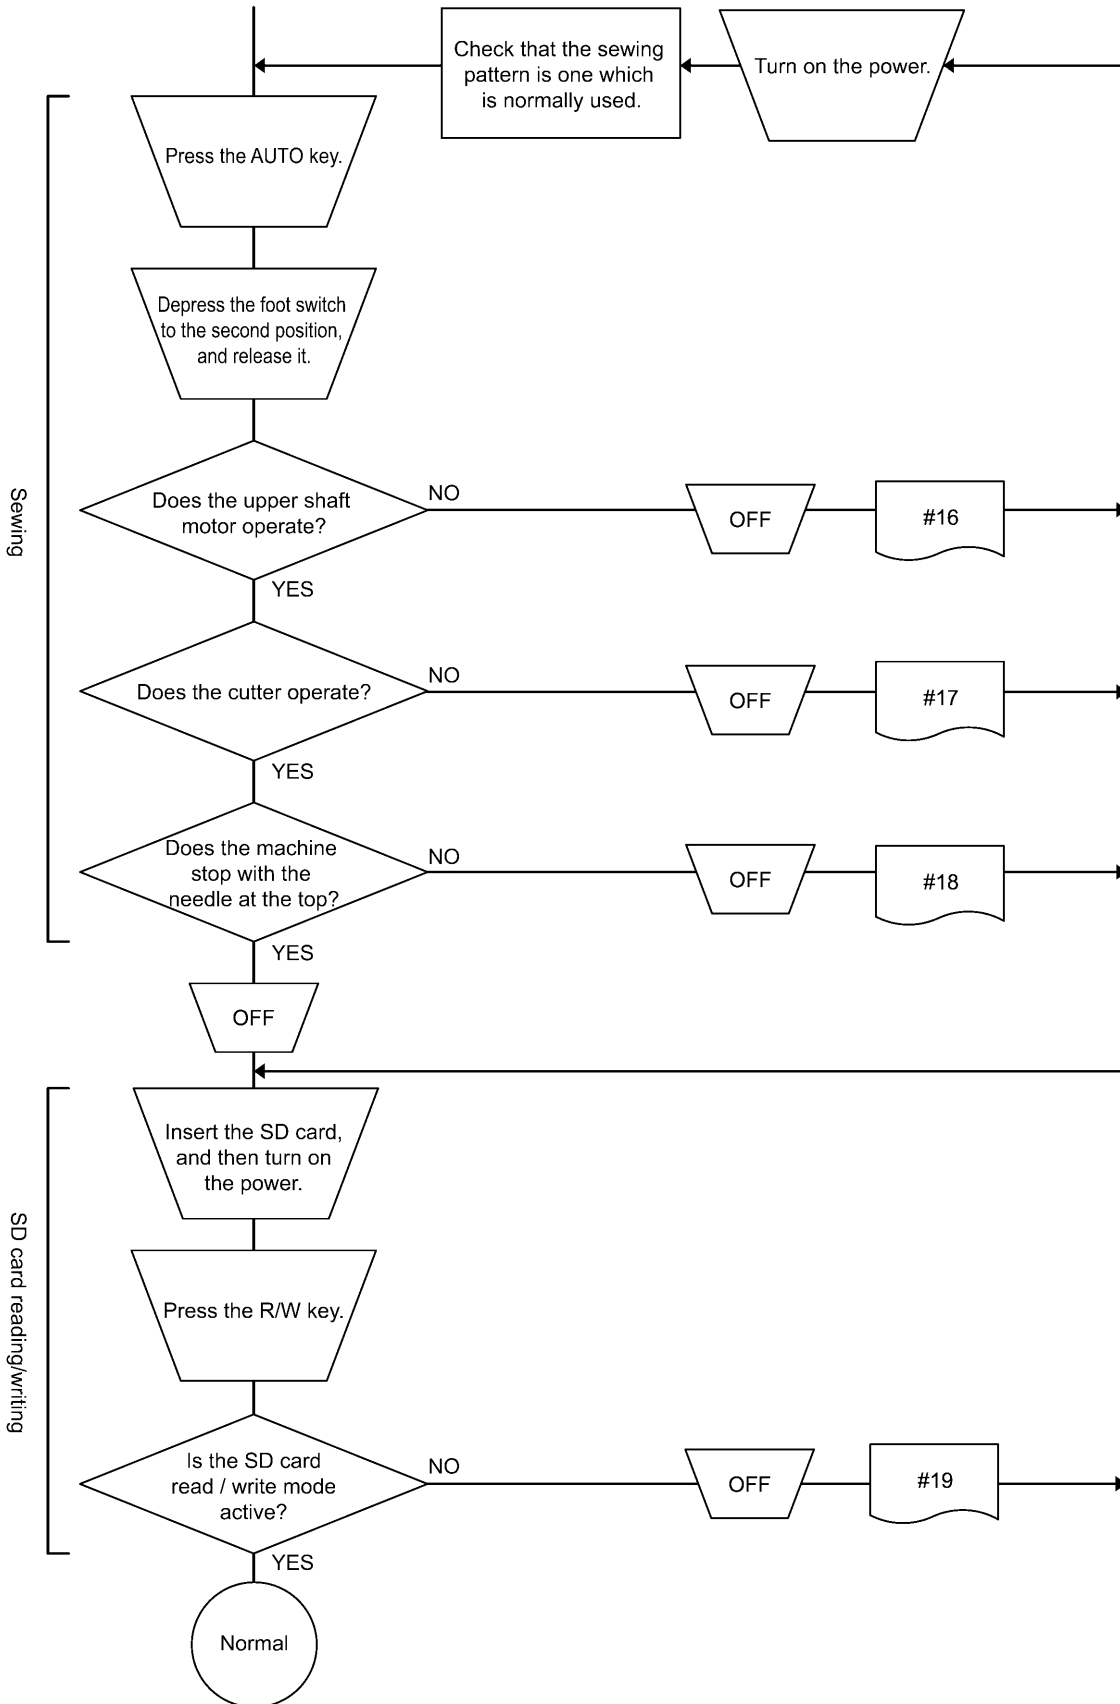 Check that the sewing
pattern is one which
is normally used.
Turn on the power.
Press the AUTO key.
Depress the foot switch
to the second position,
and release it.
Sewing
Does the upper shaft
motor operate?
NO
OFF
#16
YES
Does the cutter operate?
NO
OFF
#17
YES
Does the machine
stop with the
needle at the top?
NO
OFF
#18
YES
OFF
SD card reading/writing
Insert the SD card,
and then turn on
the power.
Press the R/W key.
Is the SD card
read / write mode
active?
NO
OFF
#19
YES
Normal